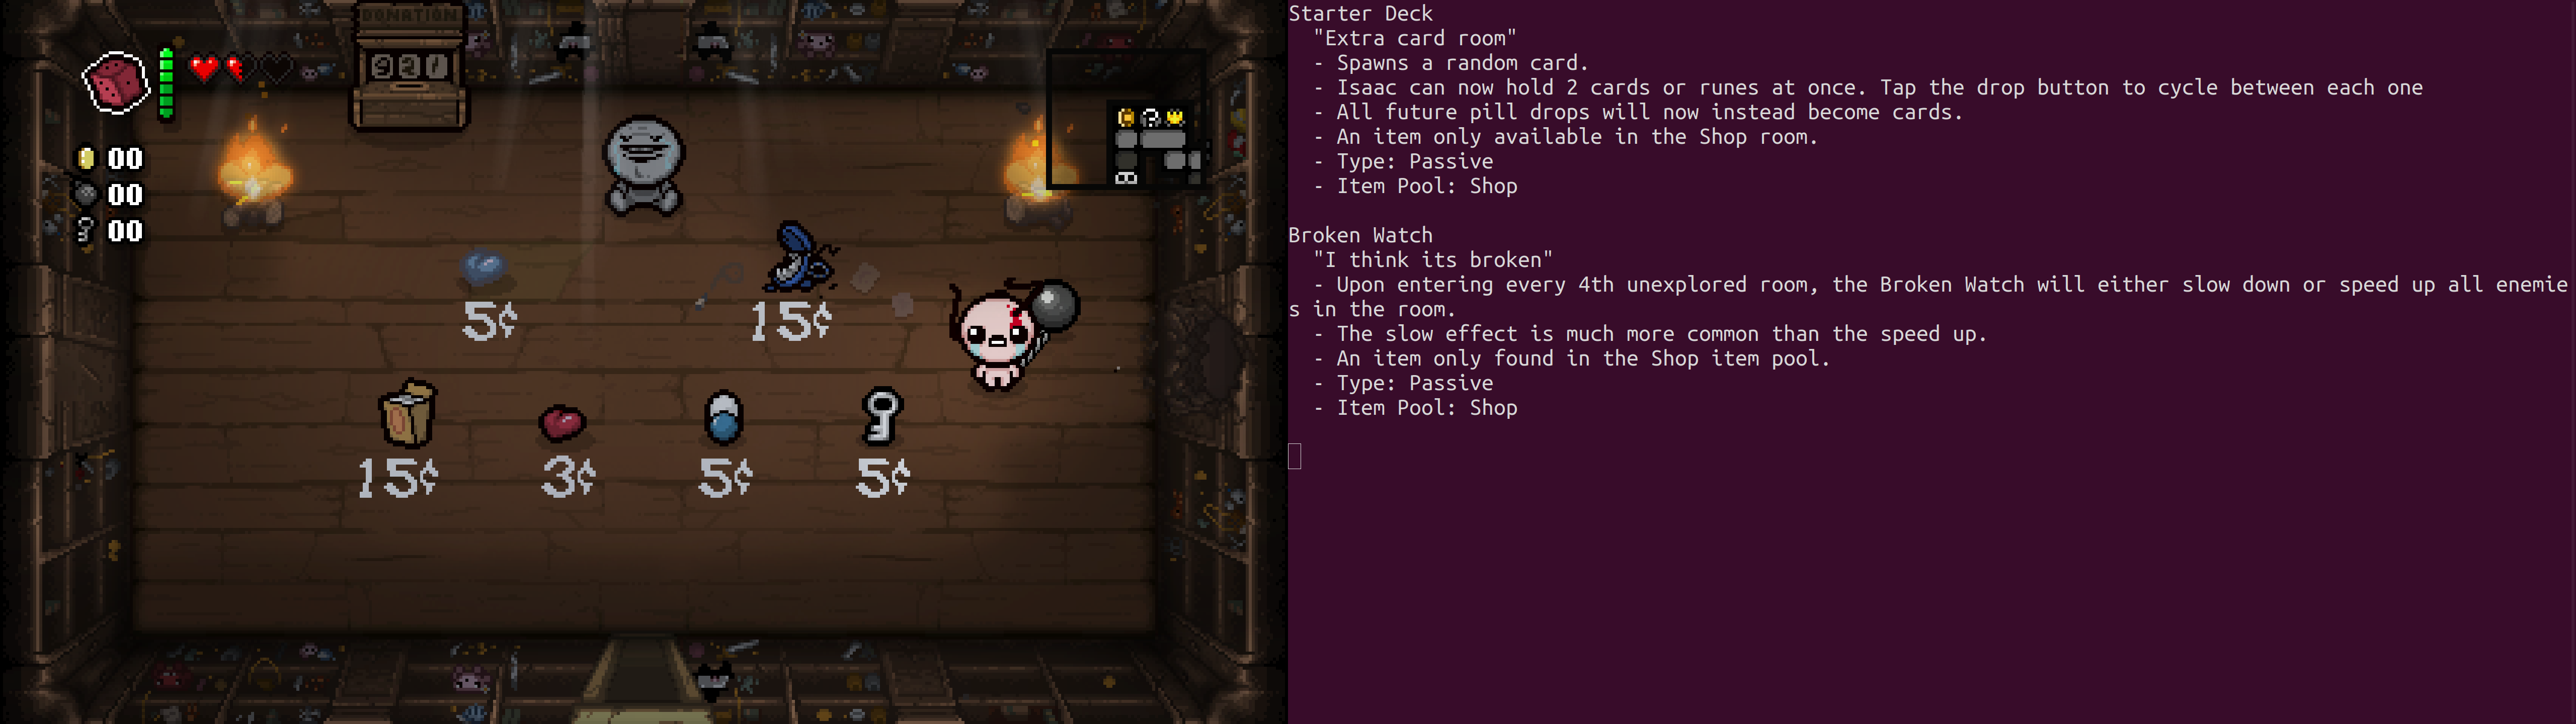 DONATION
921
00
00
00
5¢
15¢
15¢
3¢
5¢
5¢
Starter Deck
"Extra card room"
- Spawns a random card.
- Isaac can now hold 2 cards or runes at once. Tap the drop button to cycle between each one
- All future pill drops will now instead become cards.
- An item only available in the Shop room.
- Type: Passive
- Item Pool: Shop
Broken Watch
"I think its broken"
- Upon entering every 4th unexplored room, the Broken Watch will either slow down or speed up all enemie
s in the room.
- The slow effect is much more common than the speed up.
- An item only found in the Shop item pool.
- Type: Passive
- Item Pool: Shop